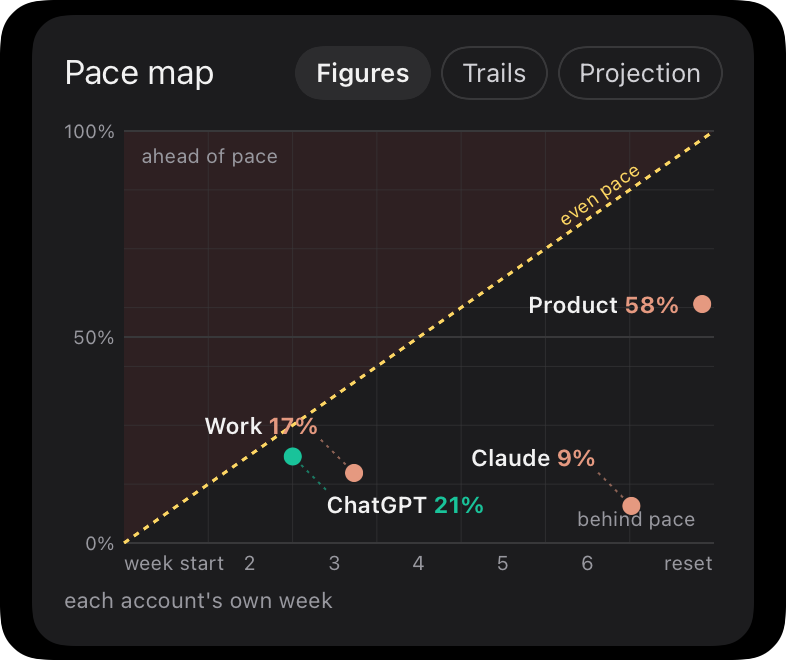 Pace map
Figures
Trails
Projection
100%
ahead of pace
even pace
Product 58%
50%
Work 17%
Claude 9%
ChatGPT 21%
behind pace
0%
week start 2 3 4 5 6 reset
each account's own week